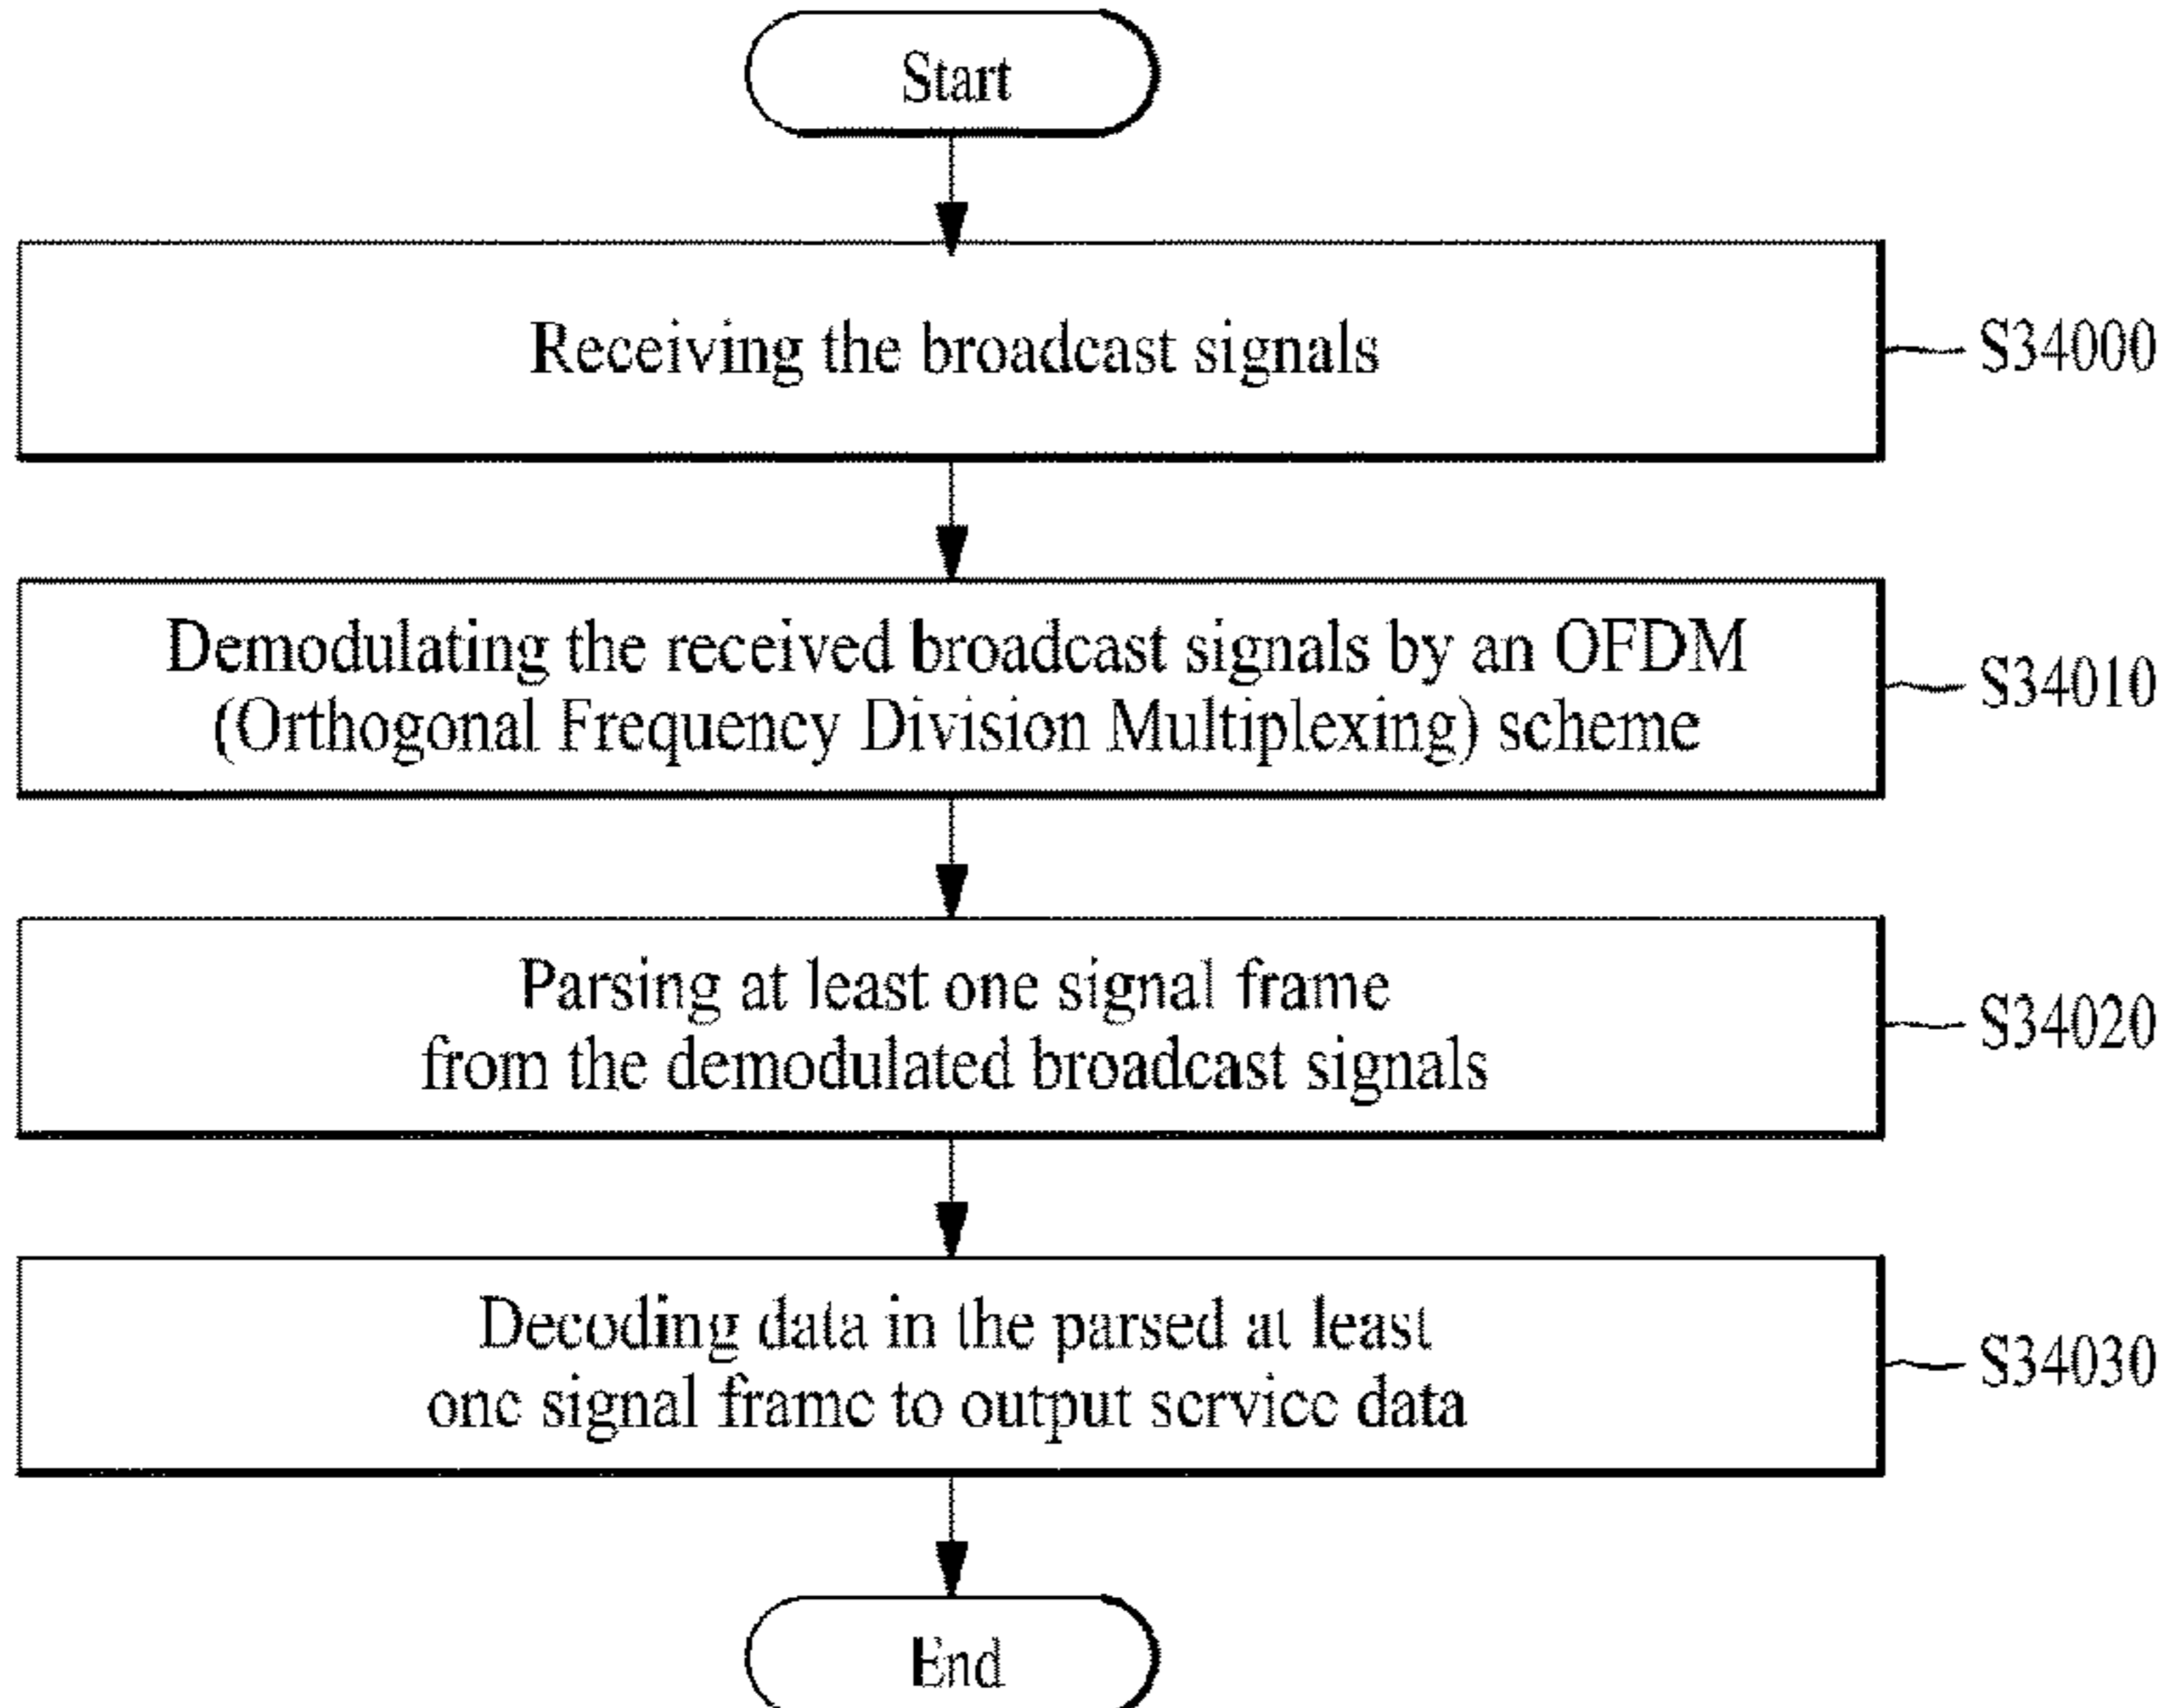 Start
Receiving the broadcast signals
S34000
Demodulating the received broadcast signals by an OFDM
(Orthogonal Frequency Division Multiplexing) scheme
S34010
Parsing at least one signal frame
from the demodulated broadcast signals
S34020
Decoding data in the parsed at least
one signal frame to output service data
S34030
End